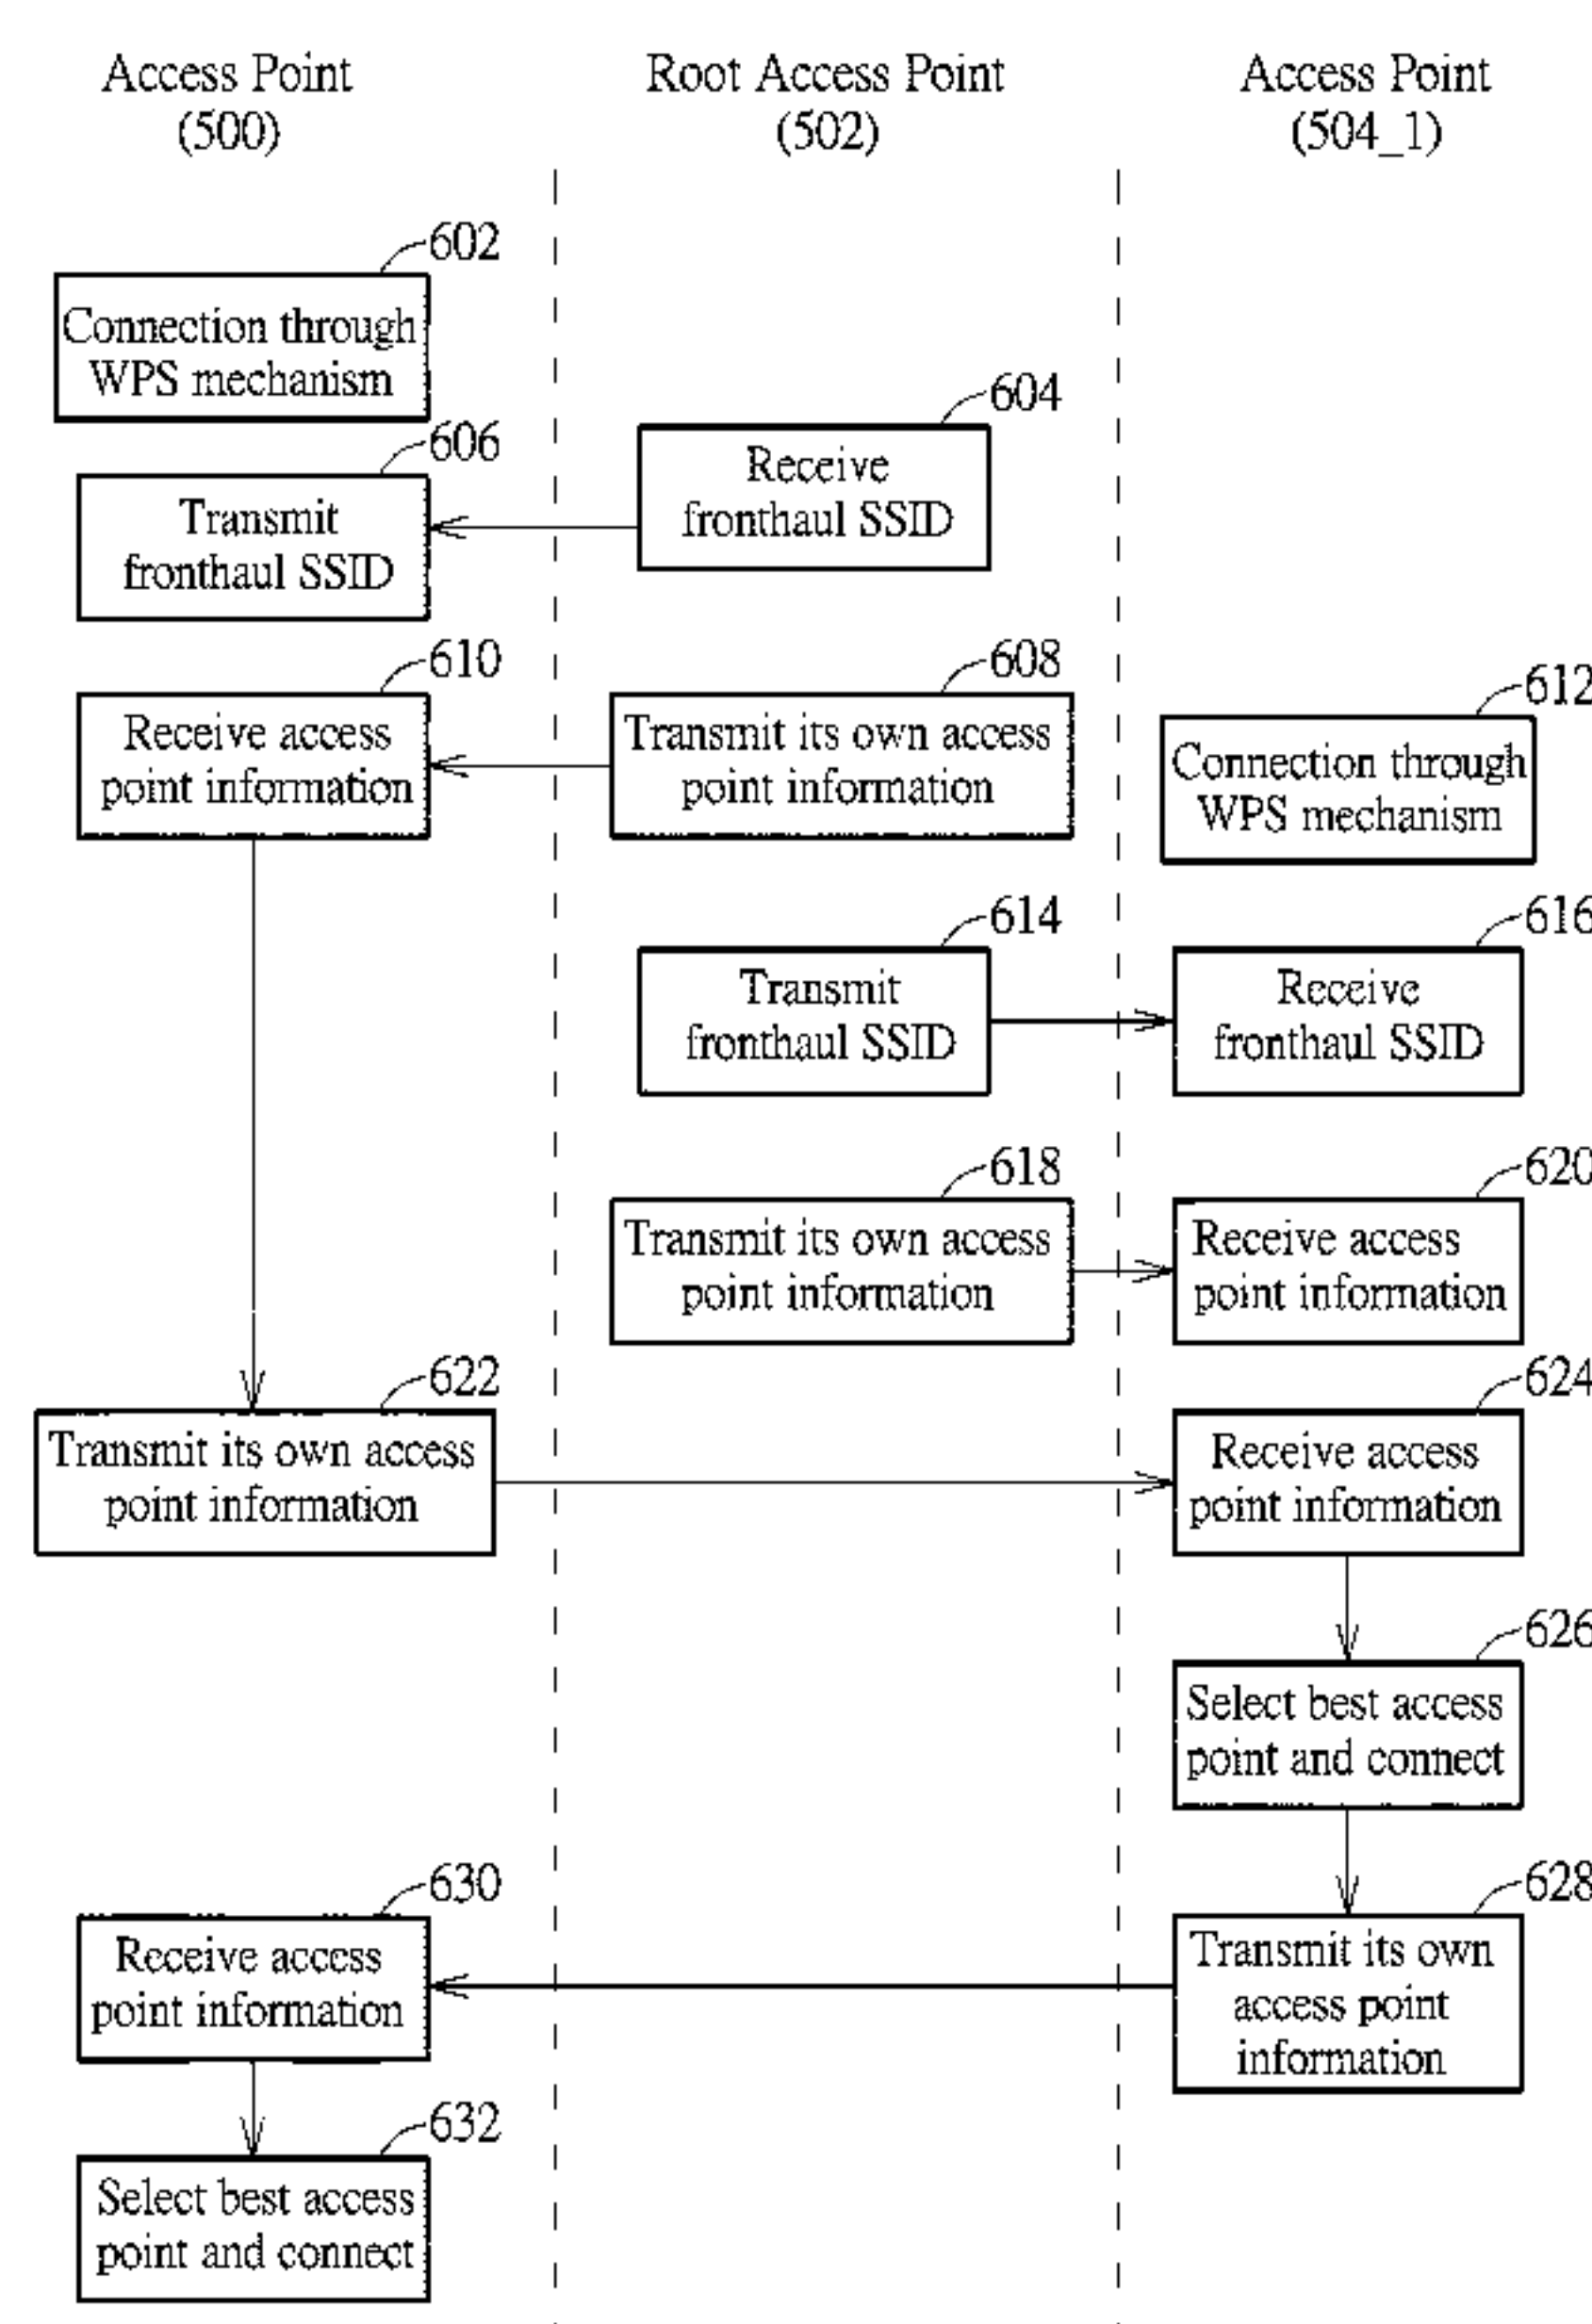 Access Point
(500)
Root Access Point
(502)
Access Point
(504_1)
602
Connection through
WPS mechanism
604
Receive
fronthaul SSID
606
Transmit
fronthaul SSID
610
Receive access
point information
608
Transmit its own access
point information
612
Connection through
WPS mechanism
614
Transmit
fronthaul SSID
616
Receive
fronthaul SSID
618
Transmit its own access
point information
620
Receive access
point information
622
Transmit its own access
point information
624
Receive access
point information
626
Select best access
point and connect
628
Transmit its own
access point
information
630
Receive access
point information
632
Select best access
point and connect